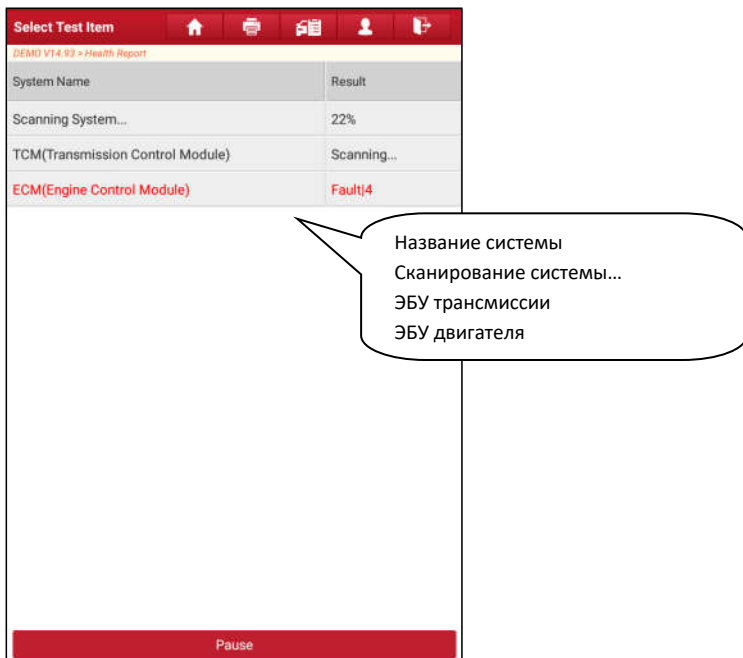 Select Test Item
DEMO V14.93 > Health Report
System Name Result
Scanning System... 22%
TCM(Transmission Control Module) Scanning...
ECM(Engine Control Module) Fault|4
Название системы
Сканирование системы…
ЭБУ трансмиссии
ЭБУ двигателя
Pause